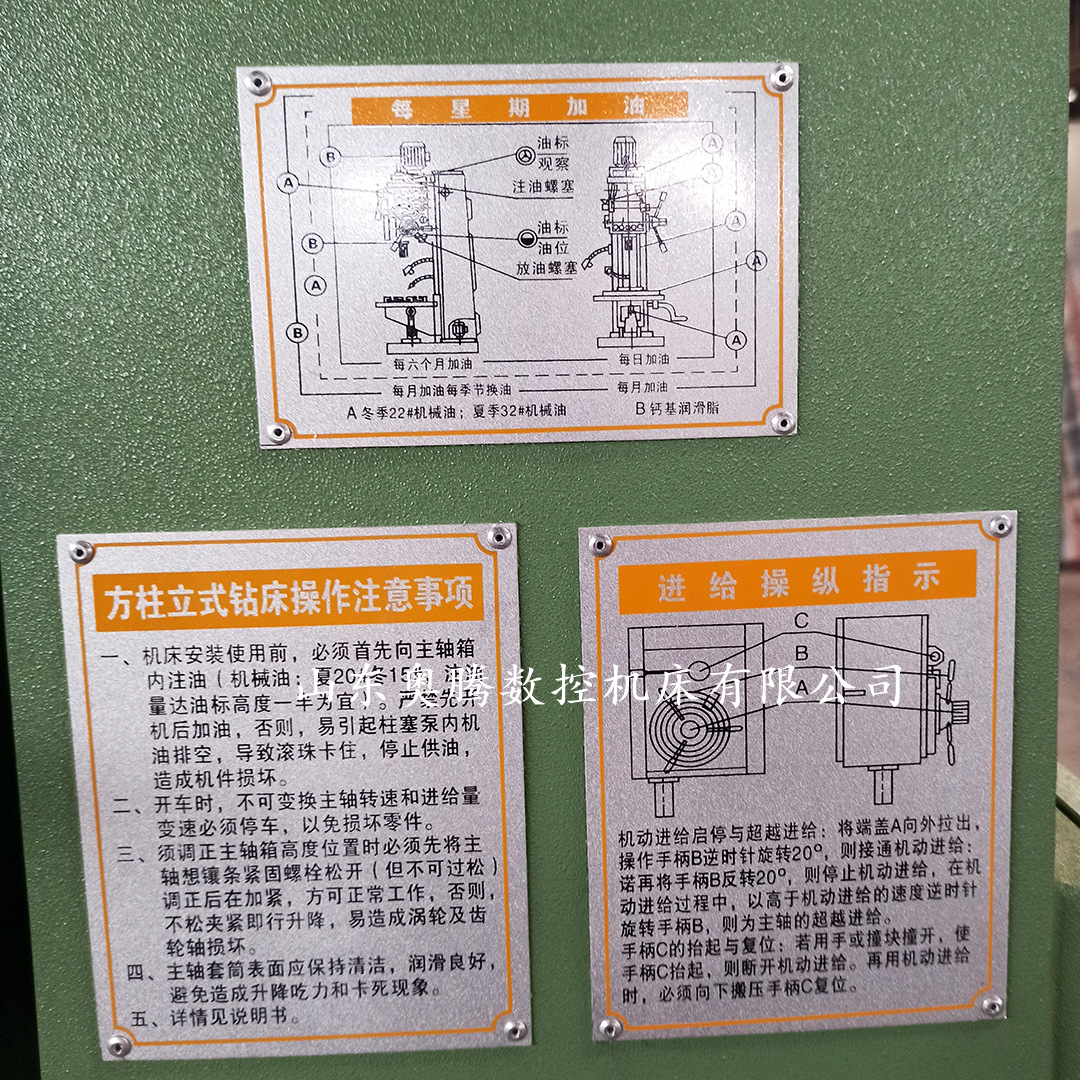 每星期加油
油标
观察
注油螺塞
油标
油位
放油螺塞
B
A
B
A
B
A
A
A
A
A
每六个月加油
每日加油
每月加油每季节换油
每月加油
A 冬季22#机械油；夏季32#机械油
B 钙基润滑脂
方柱立式钻床操作注意事项
一、机床安装使用前，必须首先向主轴箱
内注油（机械油；夏20#冬15#
量达油标高度一半为宜
机后加油，否则，易引起柱塞泵内机
油排空，导致滚珠卡住，停止供油，
造成机件损坏。
二、开车时，不可变换主轴转速和进给量
变速必须停车，以免损坏零件。
三、须调正主轴箱高度位置时必须先将主
轴想镶条紧固螺栓松开（但不可过松）
调正后在加紧，方可正常工作，否则，
不松夹紧即行升降，易造成涡轮及齿
轮轴损坏。
四、主轴套筒表面应保持清洁，润滑良好，
避免造成升降吃力和卡死现象。
五、详情见说明书。
进给操纵指示
C
B
A
机动进给启停与超越进给：将端盖A向外拉出，
操作手柄B逆时针旋转20°，则接通机动进给；
诺再将手柄B反转20°，则停止机动进给，在机
动进给过程中，以高于机动进给的速度逆时针
旋转手柄B，则为主轴的超越进给。
手柄C的抬起与复位；若用手或撞块撞开，使
手柄C抬起，则断开机动进给。再用机动进给
时，必须向下搬压手柄C复位。
山东奥腾数控机床有限公司